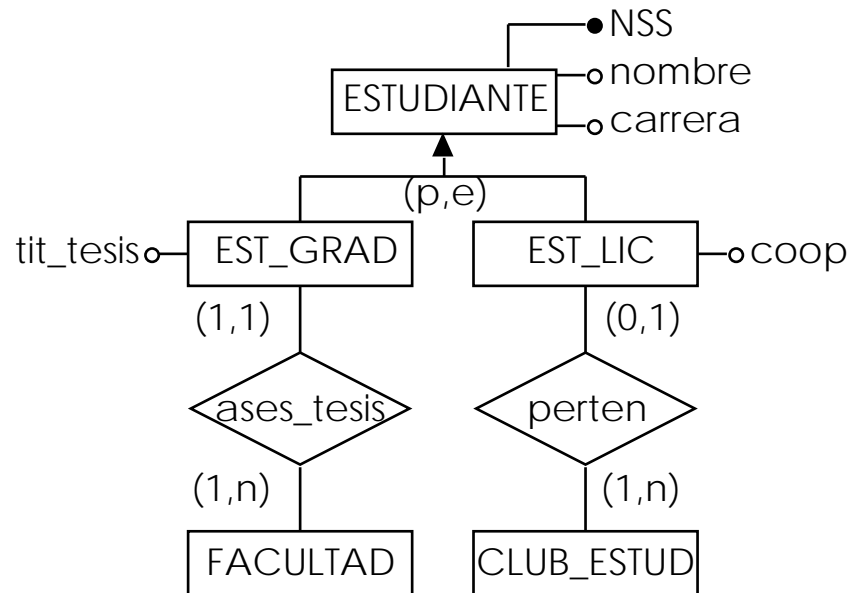 NSS
nombre
ESTUDIANTE
carrera
(p,e)
tit_tesis EST_GRAD EST_LIC coop
(1,1) (0,1)
ases_tesis perten
(1,n) (1,n)
FACULTAD CLUB_ESTUD